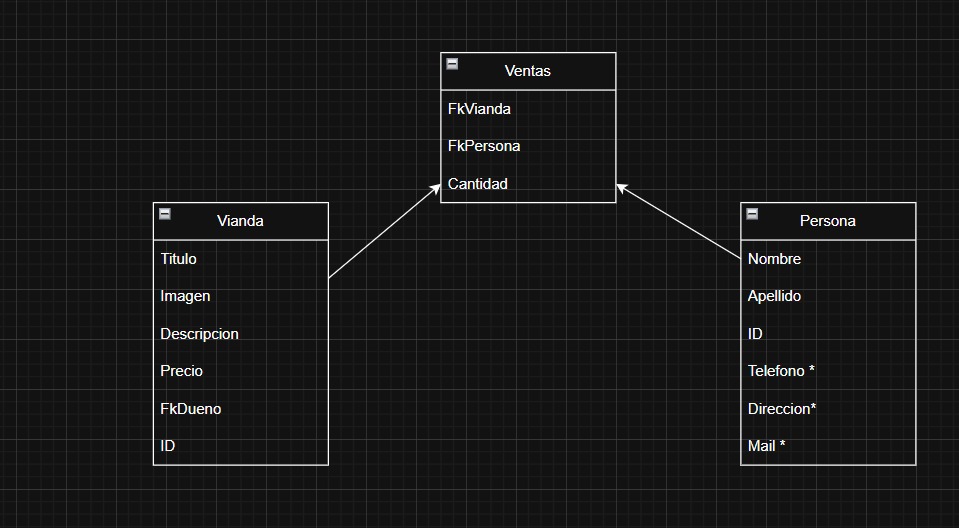 Ventas
FkVianda
FkPersona
Cantidad
Vianda
Titulo
Imagen
Descripcion
Precio
FkDueno
ID
Persona
Nombre
Apellido
ID
Telefono *
Direccion*
Mail *